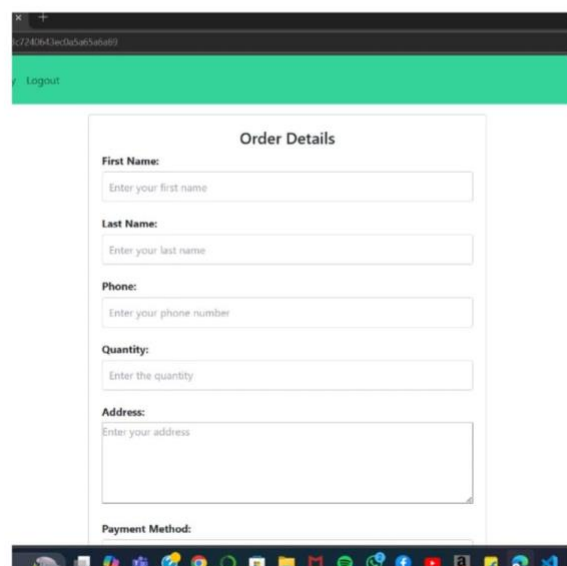 y Logout
Order Details
First Name:
Enter your first name
Last Name:
Enter your last name
Phone:
Enter your phone number
Quantity:
Enter the quantity
Address:
Enter your address
Payment Method: